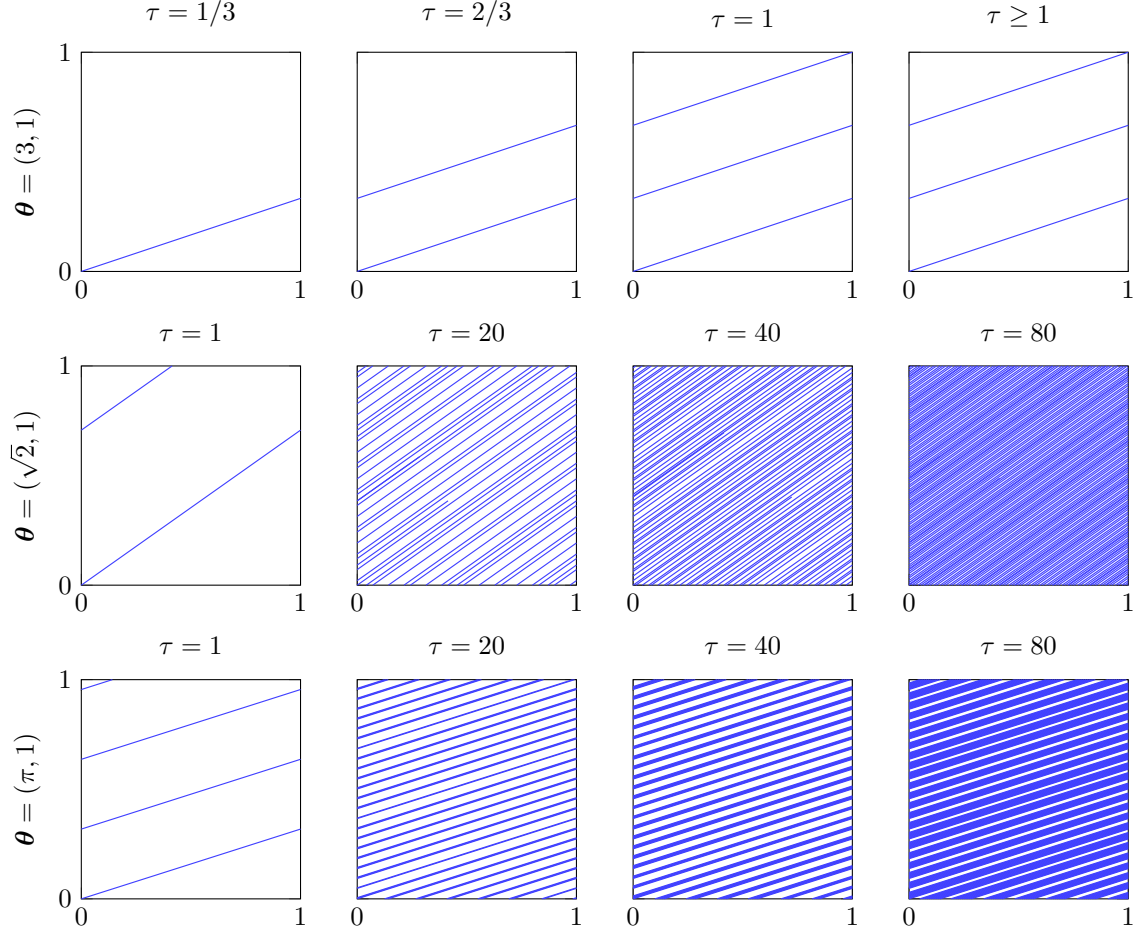 τ = 1/3
τ = 2/3
τ = 1
τ ≥ 1
θ = (3, 1)
1
0
0 1
0 1
0 1
0 1
τ = 1
τ = 20
τ = 40
τ = 80
θ = (√2, 1)
1
0
0 1
0 1
0 1
0 1
τ = 1
τ = 20
τ = 40
τ = 80
θ = (π, 1)
1
0
0 1
0 1
0 1
0 1